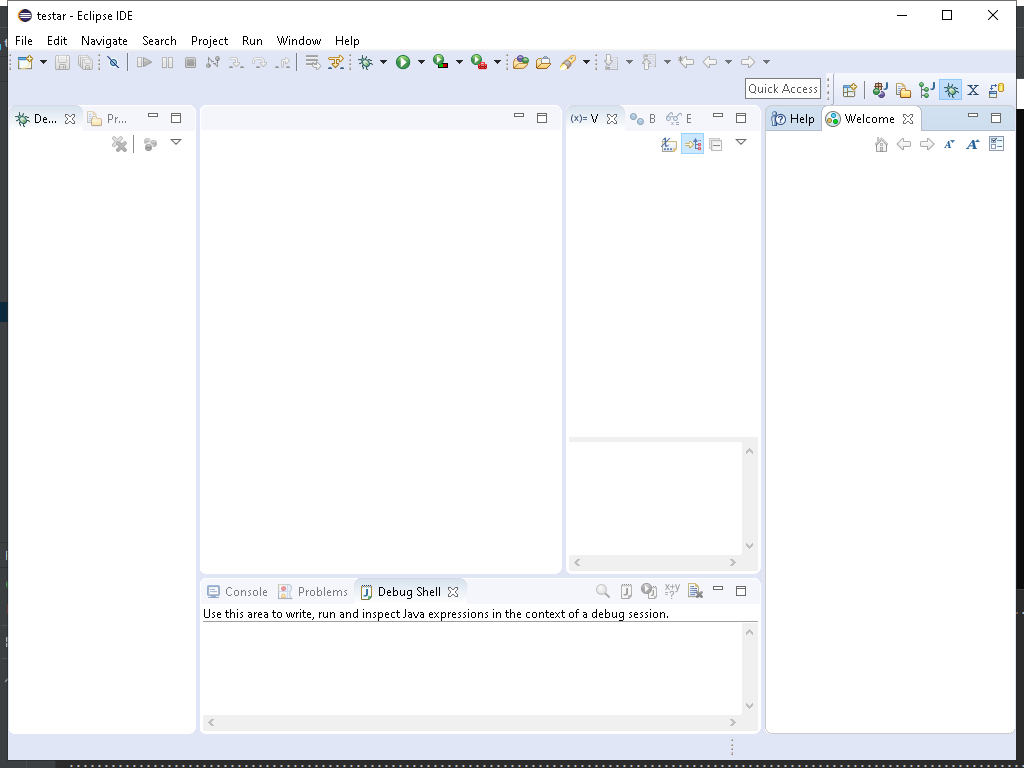 testar - Eclipse IDE
File Edit Navigate Search Project Run Window Help
Quick Access
De... Pr...
(x)= V B E
Help Welcome
Console Problems Debug Shell
Use this area to write, run and inspect Java expressions in the context of a debug session.